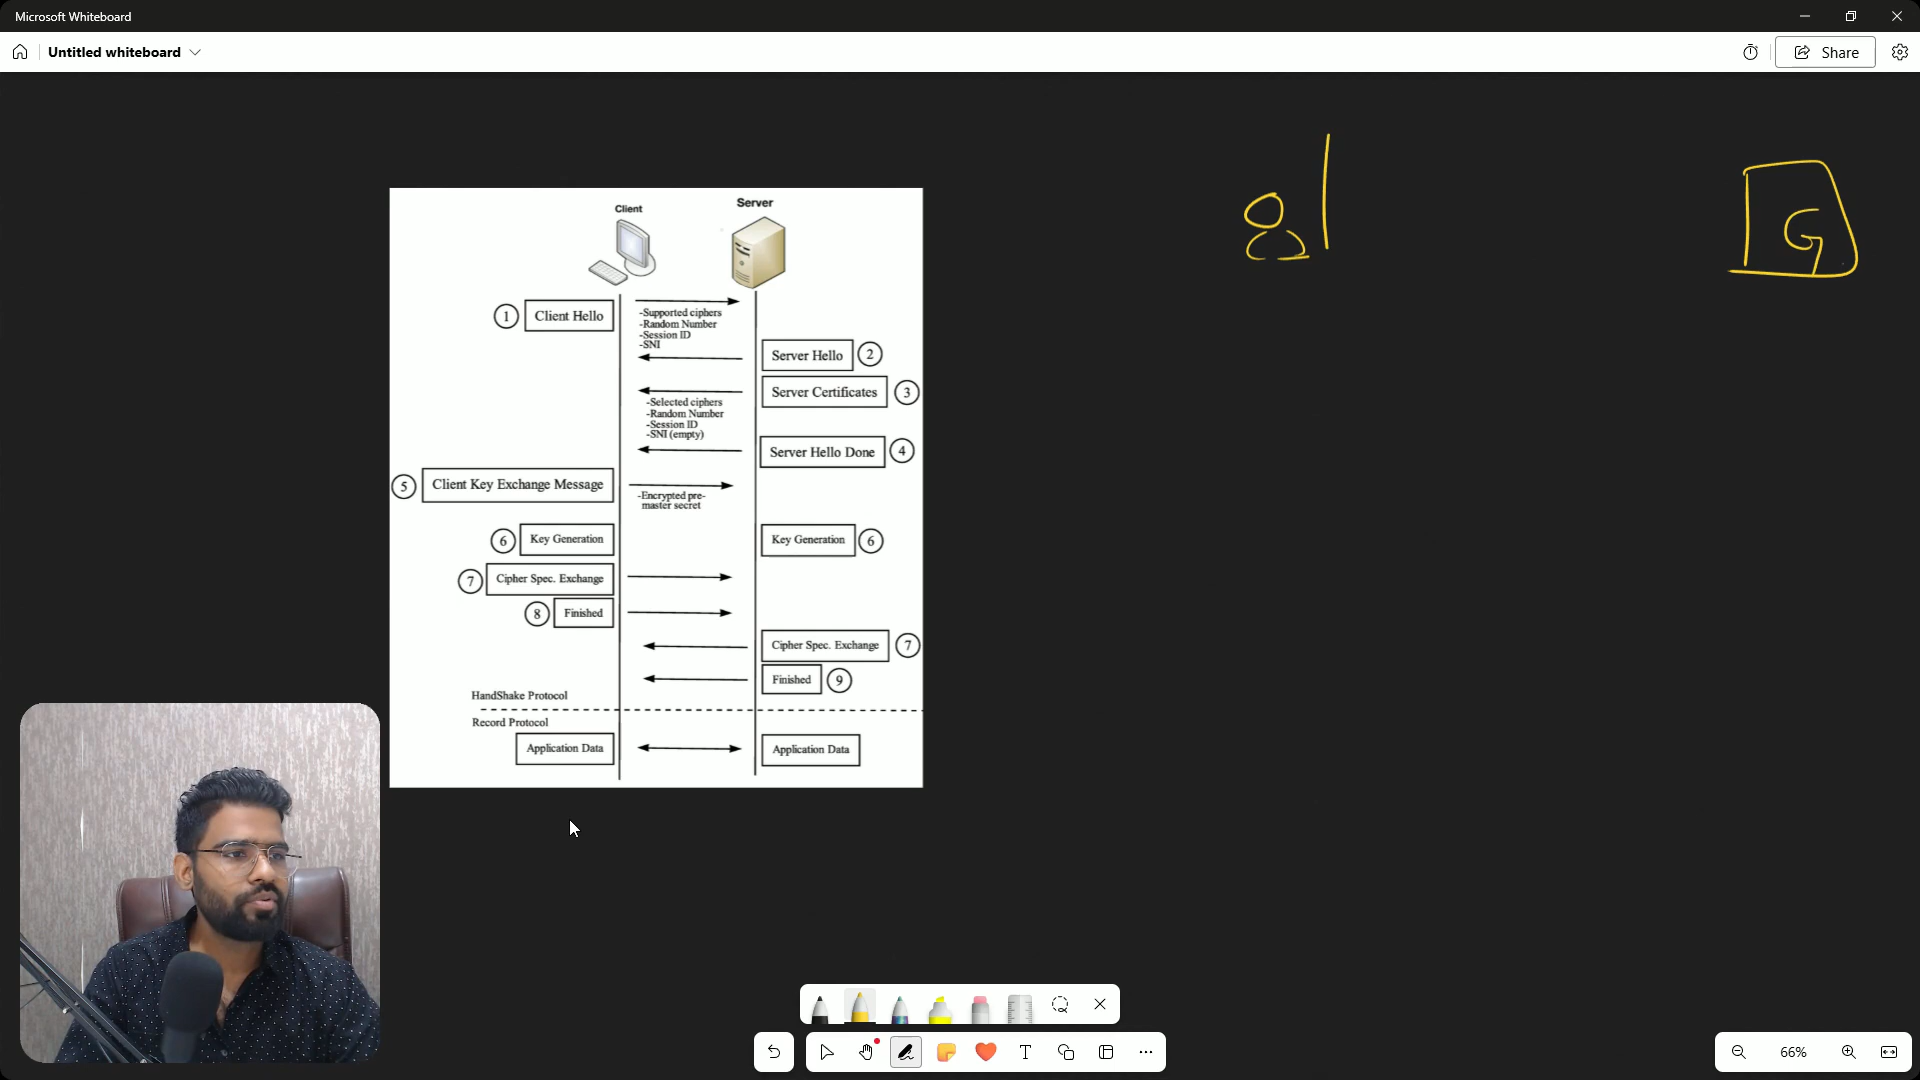 Microsoft Whiteboard
Untitled whiteboard
Share
Client
Server
1 Client Hello
-Supported ciphers
-Random Number
-Session ID
-SNI
Server Hello 2
Server Certificates 3
-Selected ciphers
-Random Number
-Session ID
-SNI (empty)
Server Hello Done 4
5 Client Key Exchange Message
-Encrypted pre-
master secret
6 Key Generation
Key Generation 6
7 Cipher Spec. Exchange
8 Finished
Cipher Spec. Exchange 7
Finished 9
HandShake Protocol
Record Protocol
Application Data
Application Data
G
T
66%